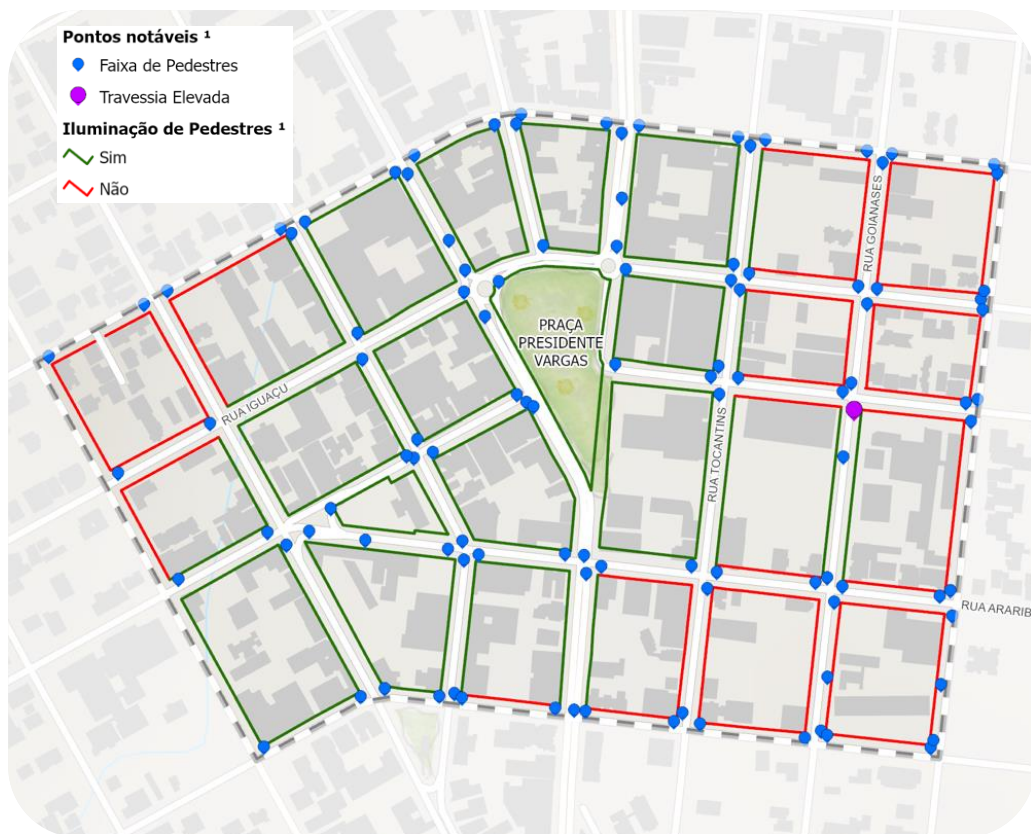 Pontos notáveis ¹
Faixa de Pedestres
Travessia Elevada
Iluminação de Pedestres ¹
Sim
Não
RUA GOIANASES
PRAÇA
PRESIDENTE
VARGAS
RUA IGUAÇU
RUA TOCANTINS
RUA ARARIB